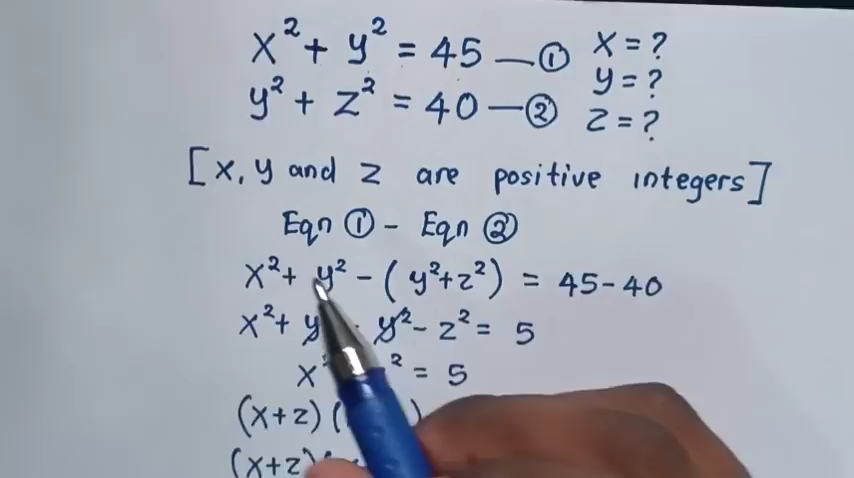 x² + y² = 45 —① x = ?
y² + z² = 40 —② y = ?
z = ?
[x, y and z are positive integers]
Eqn ① - Eqn ②
x² + y² - (y²+z²) = 45-40
x² + y y² - z² = 5
x ² = 5
(x+z) (
(x+z)